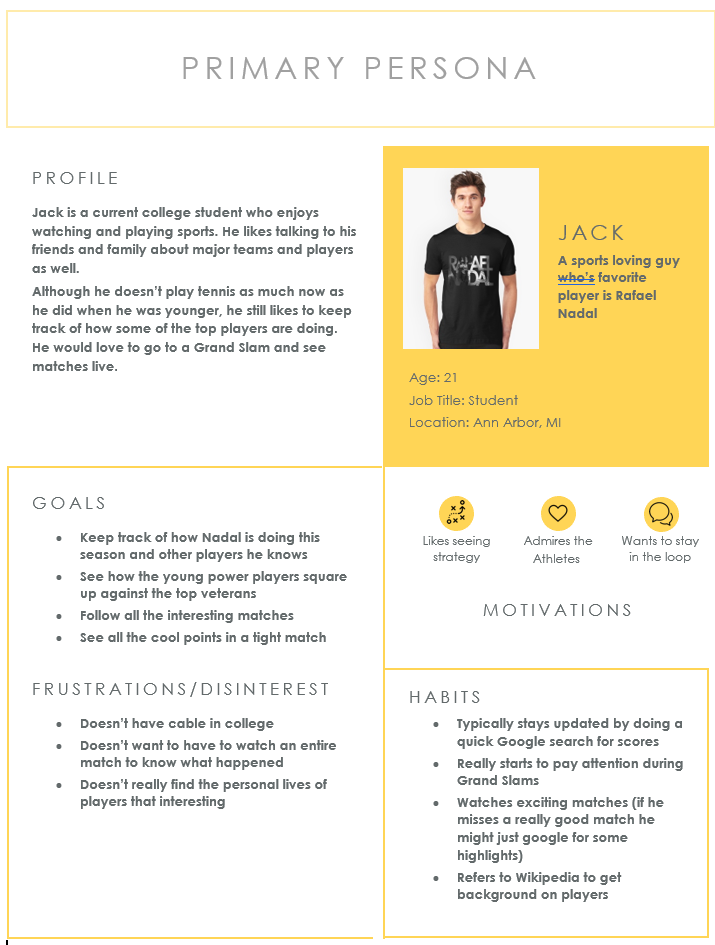 PRIMARY PERSONA
PROFILE
Jack is a current college student who enjoys
watching and playing sports. He likes talking to his
friends and family about major teams and players
as well.
Although he doesn't play tennis as much now as
he did when he was younger, he still likes to keep
track of how some of the top players are doing.
He would love to go to a Grand Slam and see
matches live.
RAFAEL
NADAL
JACK
A sports loving guy
who's favorite
player is Rafael
Nadal
Age: 21
Job Title: Student
Location: Ann Arbor, MI
GOALS
• Keep track of how Nadal is doing this
season and other players he knows
• See how the young power players square
up against the top veterans
• Follow all the interesting matches
• See all the cool points in a tight match
FRUSTRATIONS/DISINTEREST
• Doesn't have cable in college
• Doesn't want to have to watch an entire
match to know what happened
• Doesn't really find the personal lives of
players that interesting
Likes seeing
strategy
Admires the
Athletes
Wants to stay
in the loop
MOTIVATIONS
HABITS
• Typically stays updated by doing a
quick Google search for scores
• Really starts to pay attention during
Grand Slams
• Watches exciting matches (if he
misses a really good match he
might just google for some
highlights)
• Refers to Wikipedia to get
background on players